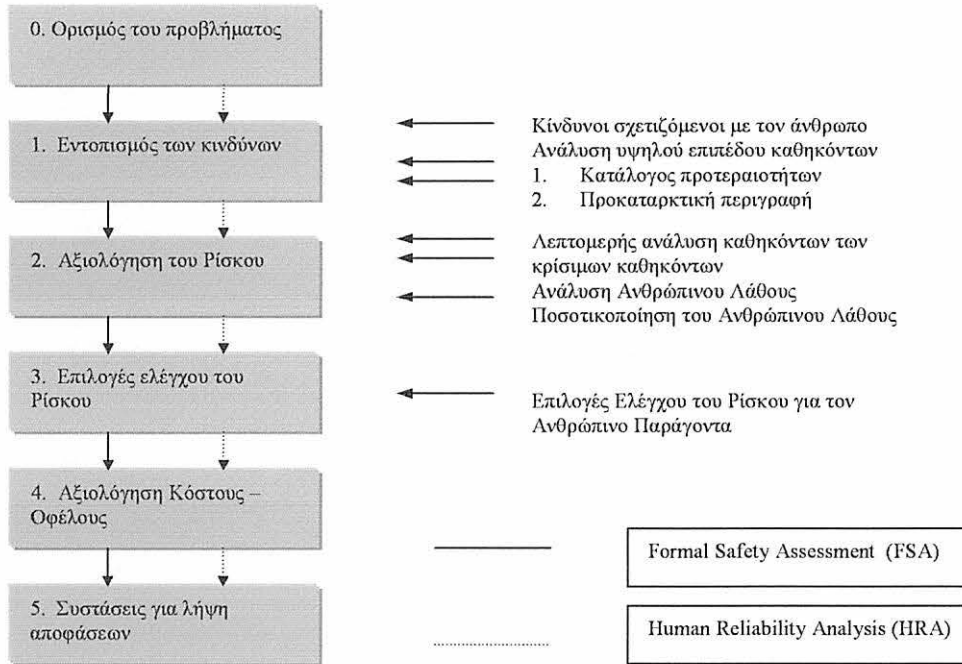 0. Ορισμός του προβλήματος
1. Εντοπισμός των κινδύνων
Κίνδυνοι σχετιζόμενοι με τον άνθρωπο
Ανάλυση υψηλού επιπέδου καθηκόντων
1. Κατάλογος προτεραιοτήτων
2. Προκαταρκτική περιγραφή
2. Αξιολόγηση του Ρίσκου
Λεπτομερής ανάλυση καθηκόντων των
κρίσιμων καθηκόντων
Ανάλυση Ανθρώπινου Λάθους
Ποσοτικοποίηση του Ανθρώπινου Λάθους
3. Επιλογές ελέγχου του
Ρίσκου
Επιλογές Ελέγχου του Ρίσκου για τον
Ανθρώπινο Παράγοντα
4. Αξιολόγηση Κόστους –
Οφέλους
5. Συστάσεις για λήψη
αποφάσεων
Formal Safety Assessment (FSA)
Human Reliability Analysis (HRA)